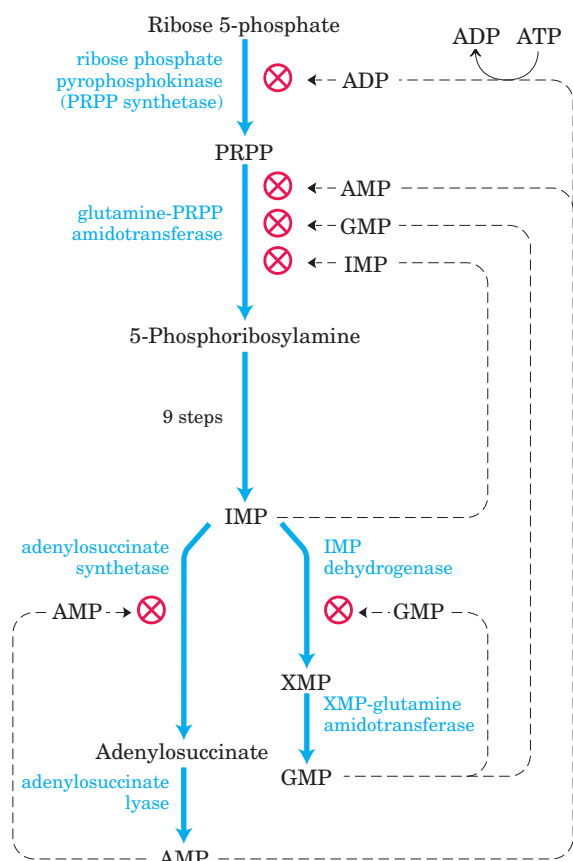 Ribose 5-phosphate
ADP ATP
ribose phosphate
pyrophosphokinase
(PRPP synthetase)
ADP
PRPP
AMP
glutamine-PRPP
amidotransferase
GMP
IMP
5-Phosphoribosylamine
9 steps
IMP
adenylosuccinate
synthetase
IMP
dehydrogenase
AMP
GMP
XMP
XMP-glutamine
amidotransferase
Adenylosuccinate
GMP
adenylosuccinate
lyase
AMP